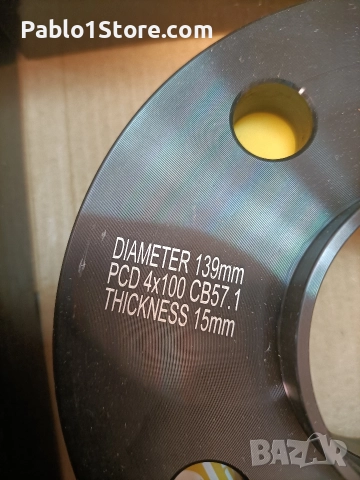 Pablo1Store.com
DIAMETER 139mm
PCD 4x100 CB57.1
THICKNESS 15mm
BAZAR